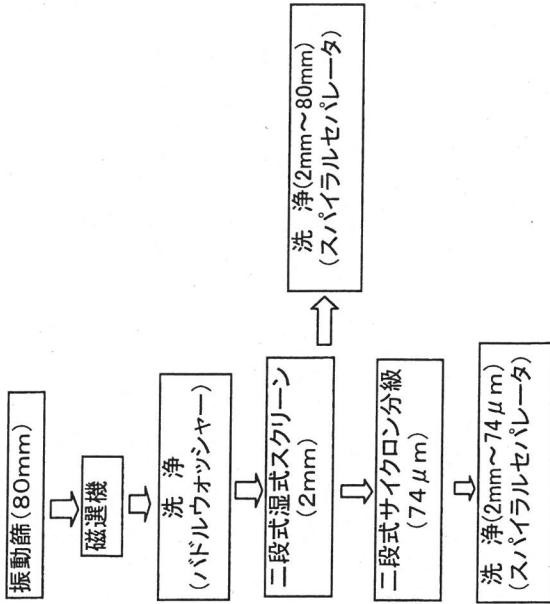 振動篩(80mm)
磁選機
洗　浄
(バドルウォッシャー)
二段式湿式スクリーン
(2mm)
洗　浄(2mm～80mm)
(スパイラルセパレータ)
二段式サイクロン分級
(74μm)
洗　浄(2mm～74μm)
(スパイラルセパレータ)